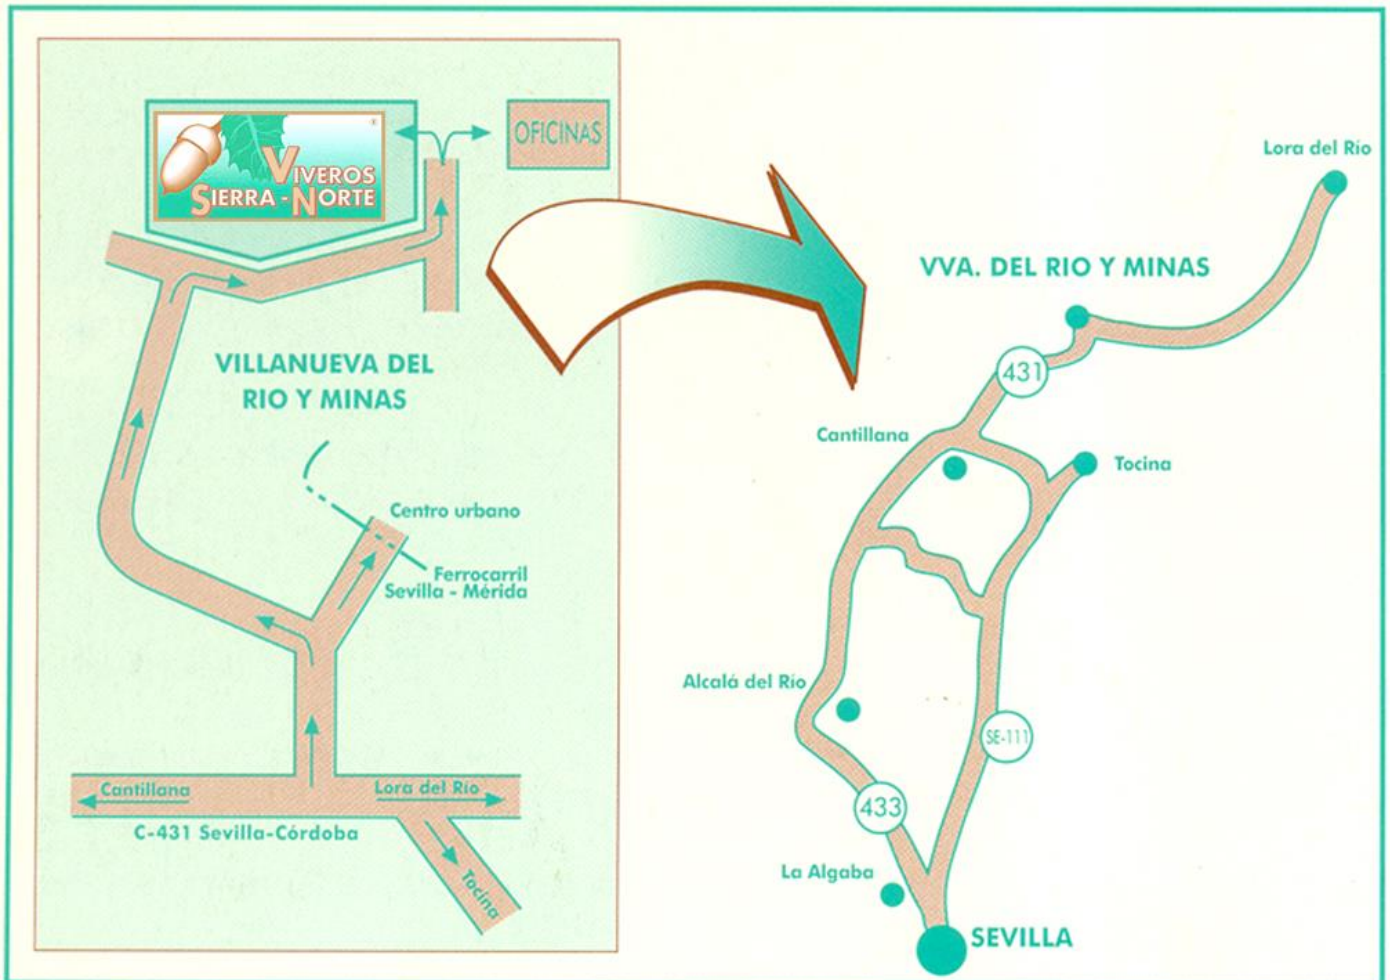 VIVEROS
SIERRA - NORTE
®
OFICINAS
VILLANUEVA DEL
RIO Y MINAS
Centro urbano
Ferrocarril
Sevilla - Mérida
Cantillana
Lora del Río
C-431 Sevilla-Córdoba
Tocina
Lora del Río
VVA. DEL RIO Y MINAS
431
Cantillana
Tocina
Alcalá del Río
SE-111
433
La Algaba
SEVILLA